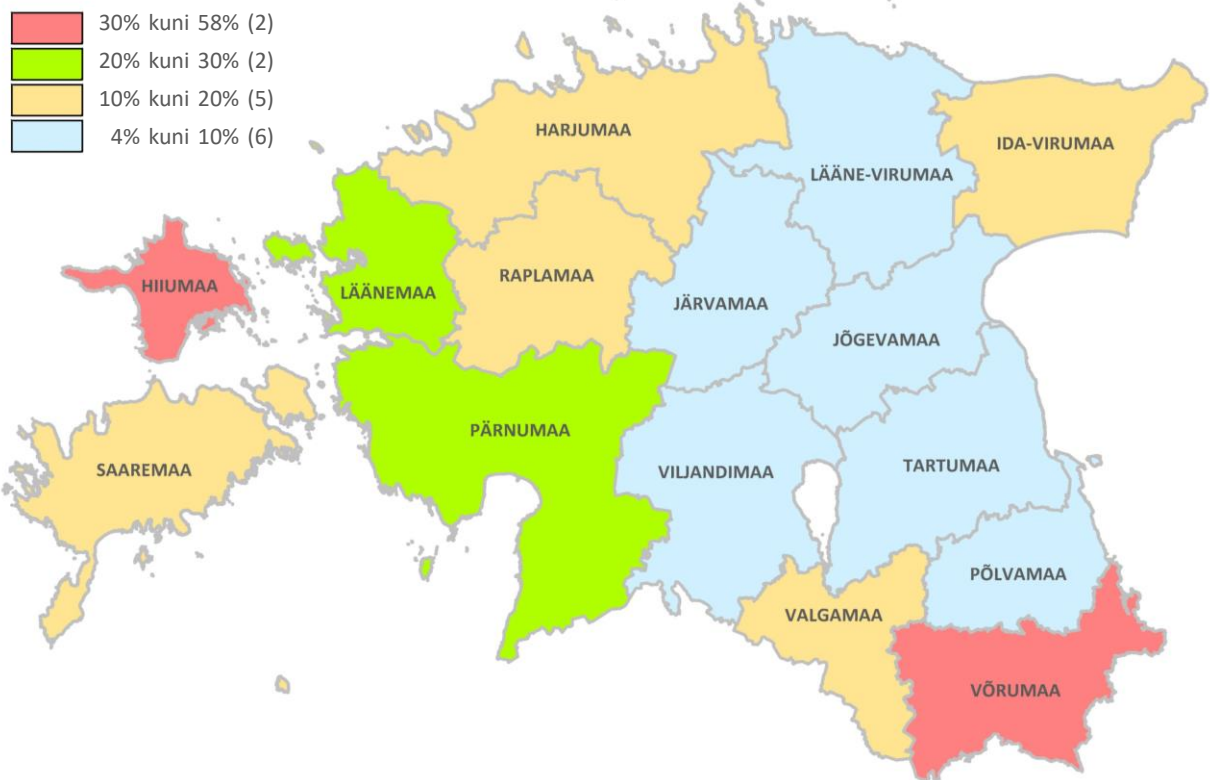 30% kuni 58% (2)
20% kuni 30% (2)
10% kuni 20% (5)
4% kuni 10% (6)
HARJUMAA
IDA-VIRUMAA
LÄÄNE-VIRUMAA
HIIUMAA
LÄÄNEMAA
RAPLAMAA
JÄRVAMAA
JÕGEVAMAA
PÄRNUMAA
SAAREMAA
VILJANDIMAA
TARTUMAA
PÕLVAMAA
VALGAMAA
VÕRUMAA